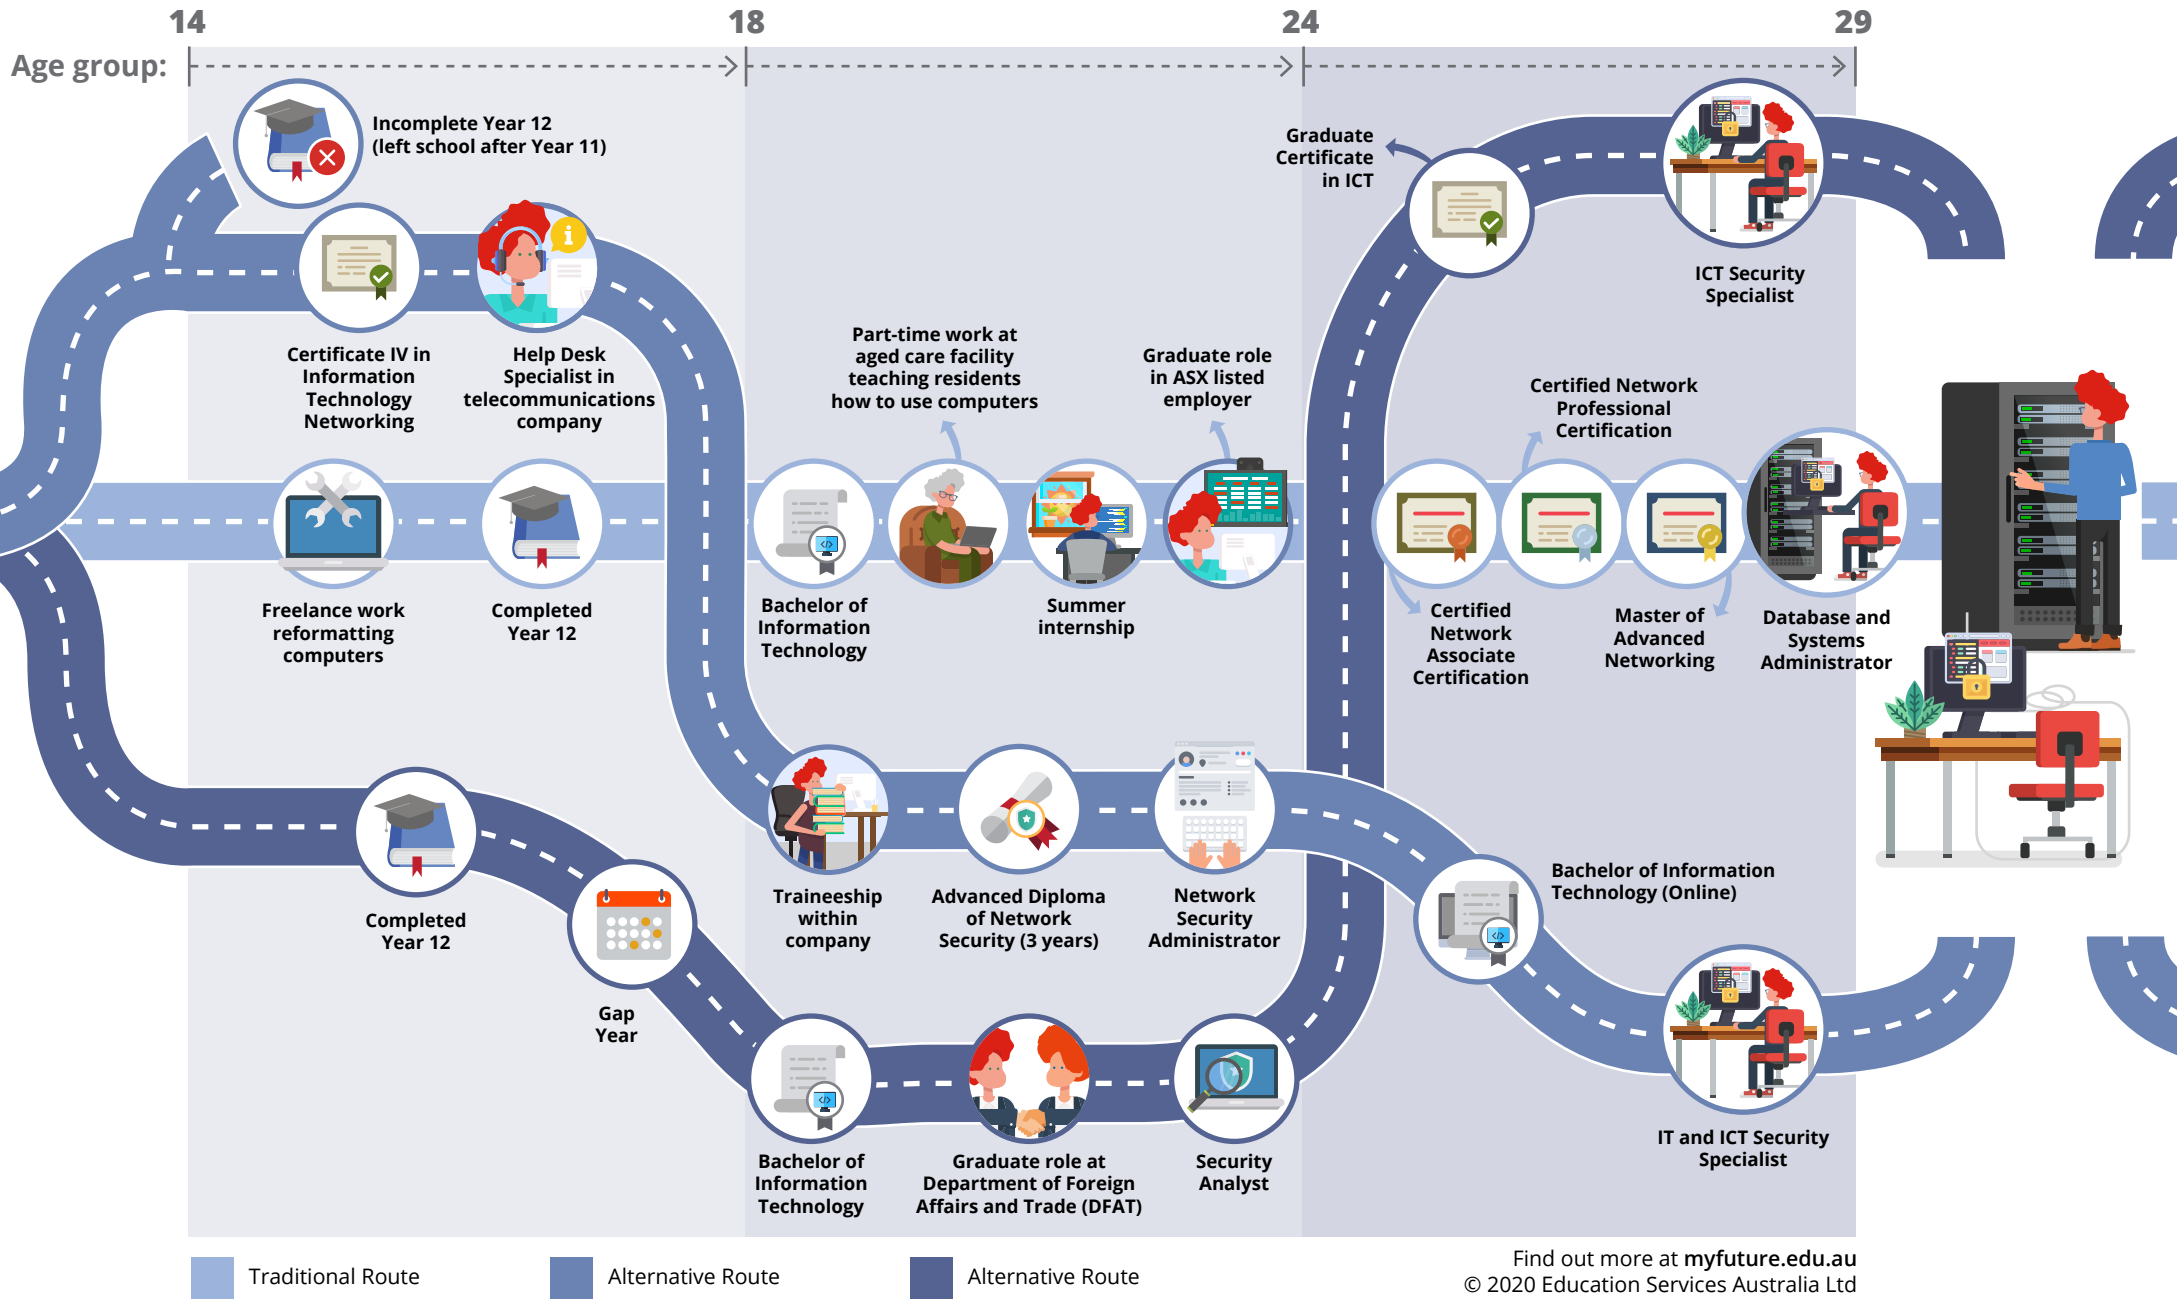 14
18
24
29
Age group:
Incomplete Year 12
(left school after Year 11)
Certificate IV in
Information
Technology
Networking
Help Desk
Specialist in
telecommunications
company
Freelance work
reformatting
computers
Completed
Year 12
Completed
Year 12
Gap
Year
Part-time work at
aged care facility
teaching residents
how to use computers
Graduate role
in ASX listed
employer
Bachelor of
Information
Technology
Summer
internship
Traineeship
within
company
Advanced Diploma
of Network
Security (3 years)
Network
Security
Administrator
Bachelor of
Information
Technology
Graduate role at
Department of Foreign
Affairs and Trade (DFAT)
Security
Analyst
Graduate
Certificate
in ICT
ICT Security
Specialist
Certified Network
Professional
Certification
Certified
Network
Associate
Certification
Master of
Advanced
Networking
Database and
Systems
Administrator
Bachelor of Information
Technology (Online)
IT and ICT Security
Specialist
Traditional Route
Alternative Route
Alternative Route
Find out more at myfuture.edu.au
© 2020 Education Services Australia Ltd